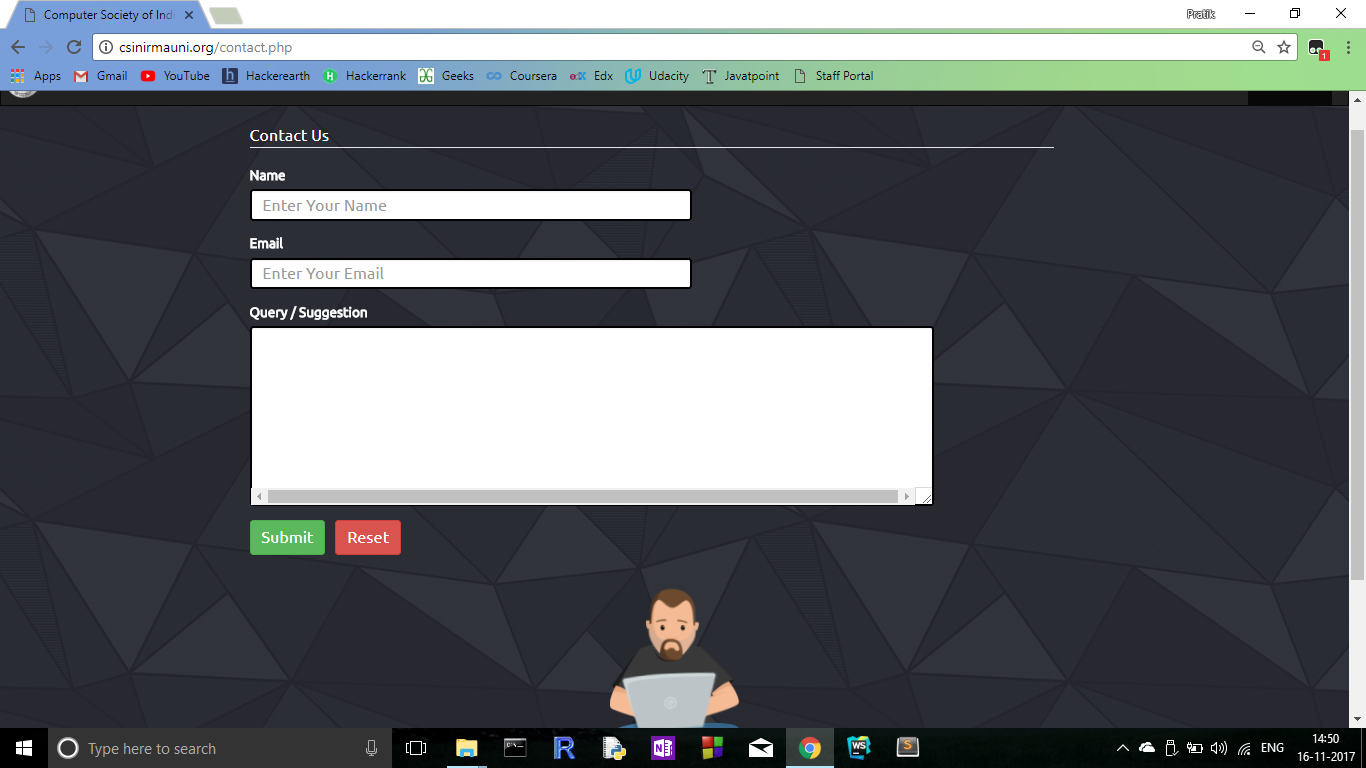 Computer Society of Indi
Pratik
csinirmauni.org/contact.php
1
Apps Gmail YouTube Hackerearth Hackerrank Geeks Coursera Edx Udacity Javatpoint Staff Portal
Contact Us
Name
Enter Your Name
Email
Enter Your Email
Query / Suggestion
Submit Reset
Type here to search
ENG
14:50
16-11-2017